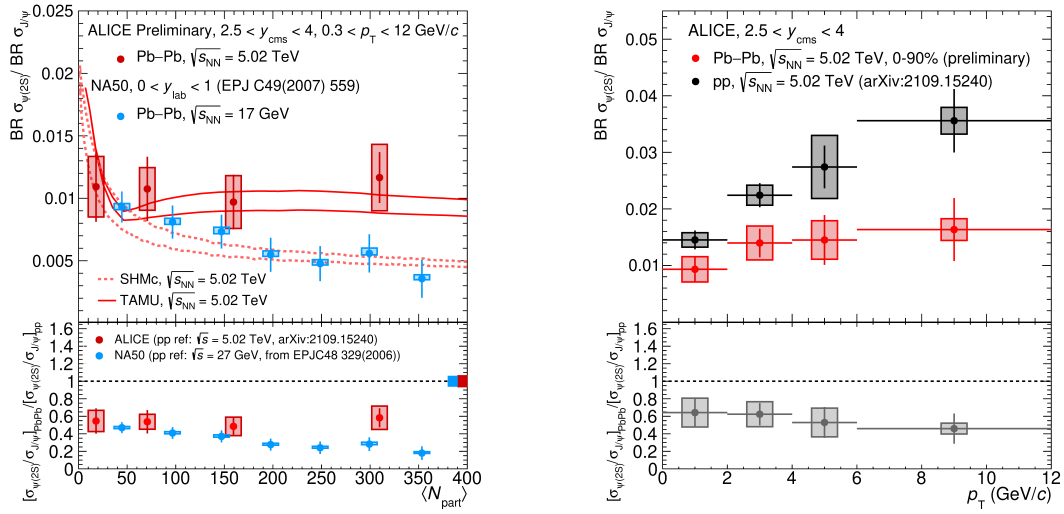 ALICE Preliminary, 2.5 < y_cms < 4, 0.3 < p_T < 12 GeV/c
Pb−Pb, √s_NN = 5.02 TeV
NA50, 0 < y_lab < 1 (EPJ C49(2007) 559)
Pb−Pb, √s_NN = 17 GeV
BR σ_ψ(2S)/ BR σ_J/ψ
0.025
0.02
0.015
0.01
0.005
SHMc, √s_NN = 5.02 TeV
TAMU, √s_NN = 5.02 TeV
[σ_ψ(2S)/σ_J/ψ]_PbPb/[σ_ψ(2S)/σ_J/ψ]_pp
1.6
1.4
1.2
1
0.8
0.6
0.4
0.2
0
ALICE (pp ref: √s = 5.02 TeV, arXiv:2109.15240)
NA50 (pp ref: √s = 27 GeV, from EPJC48 329(2006))
0 50 100 150 200 250 300 350 400
⟨N_part⟩
ALICE, 2.5 < y_cms < 4
Pb−Pb, √s_NN = 5.02 TeV, 0-90% (preliminary)
pp, √s_NN = 5.02 TeV (arXiv:2109.15240)
BR σ_ψ(2S)/ BR σ_J/ψ
0.05
0.04
0.03
0.02
0.01
[σ_ψ(2S)/σ_J/ψ]_PbPb/[σ_ψ(2S)/σ_J/ψ]_pp
1.6
1.4
1.2
1
0.8
0.6
0.4
0.2
0
0 2 4 6 8 10 12
p_T (GeV/c)